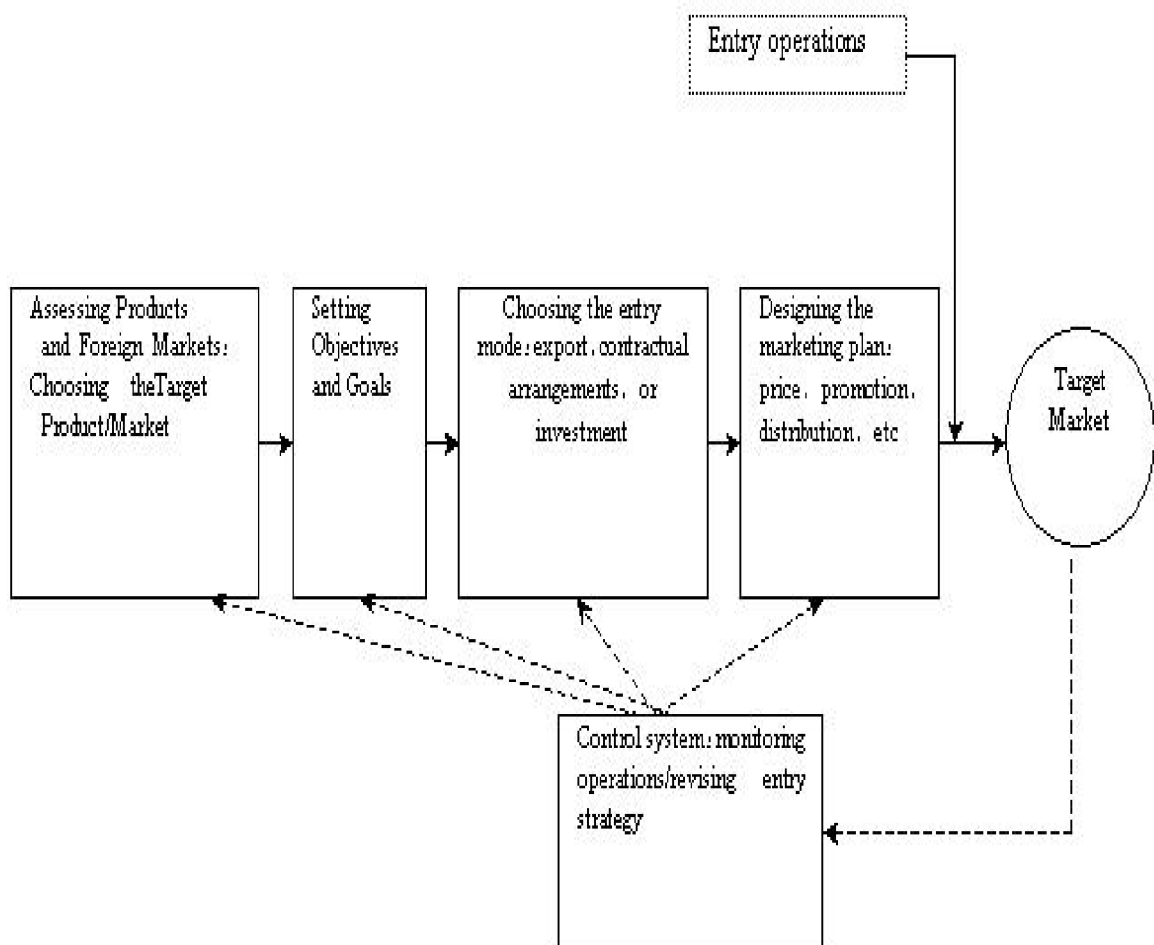 Entry operations
Assessing Products
and Foreign Markets:
Choosing theTarget
Product/Market
Setting
Objectives
and Goals
Choosing the entry
mode:export.contractual
arrangements. or
investment
Designing the
marketing plan:
price. promotion.
distribution. etc
Target
Market
Control system:monitoring
operations/revising entry
strategy